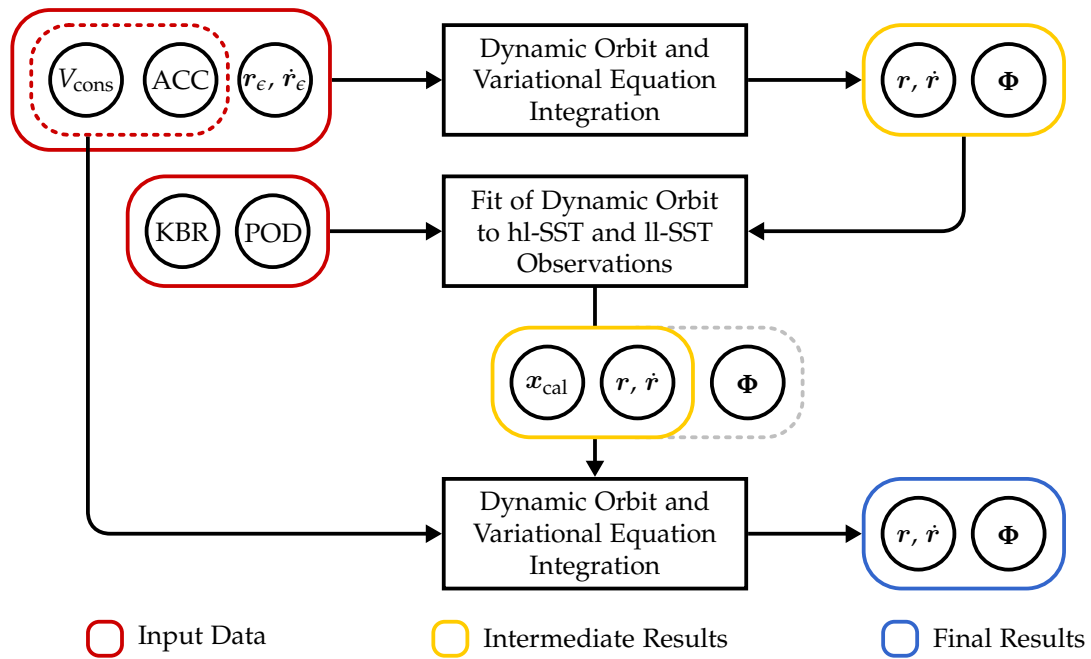 V_cons
ACC
r_ϵ, ṙ_ϵ
Dynamic Orbit and
Variational Equation
Integration
r, ṙ
Φ
KBR
POD
Fit of Dynamic Orbit
to hl-SST and ll-SST
Observations
x_cal
r, ṙ
Φ
Dynamic Orbit and
Variational Equation
Integration
r, ṙ
Φ
Input Data
Intermediate Results
Final Results